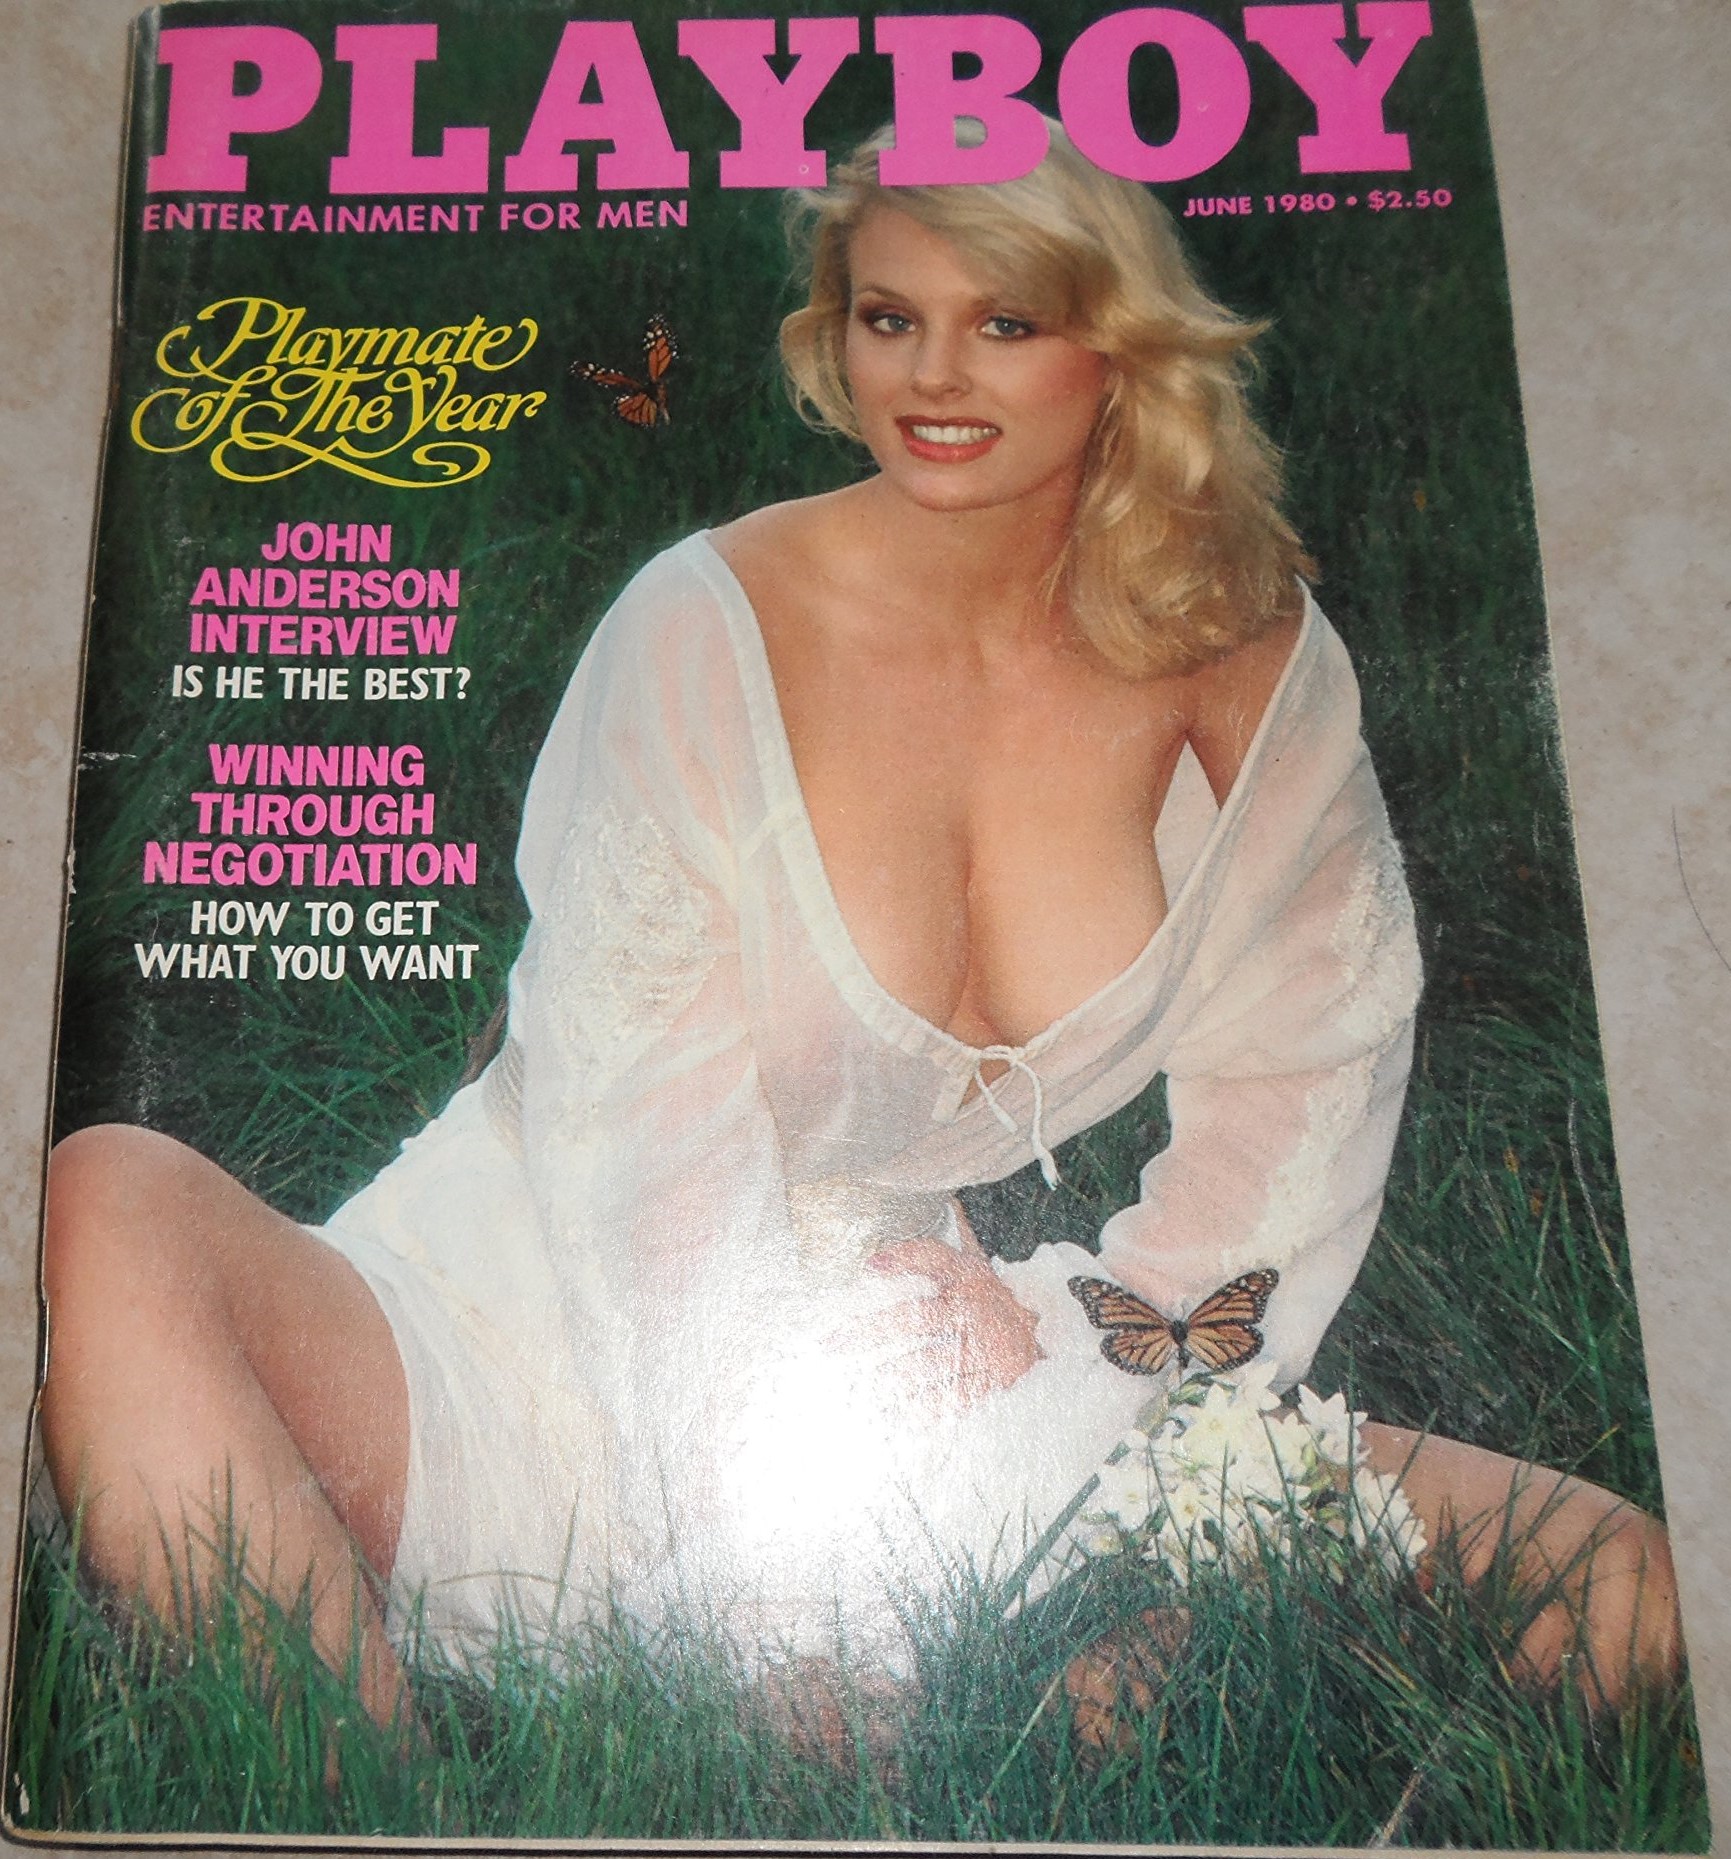 PLAYBOY
ENTERTAINMENT FOR MEN
JUNE 1980 • $2.50
Playmate
of The Year
JOHN
ANDERSON
INTERVIEW
IS HE THE BEST?
WINNING
THROUGH
NEGOTIATION
HOW TO GET
WHAT YOU WANT